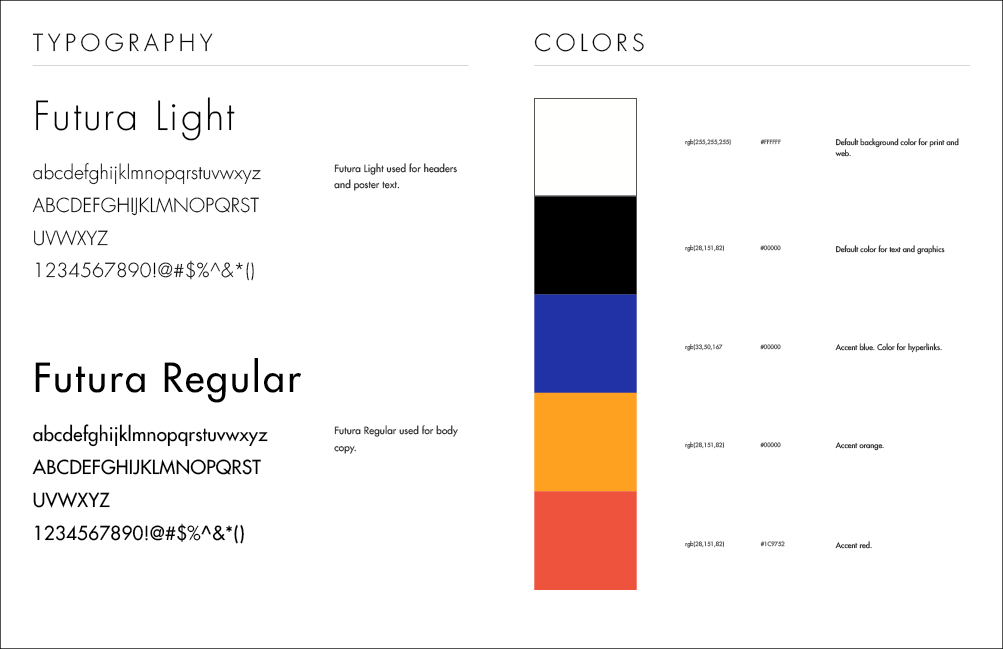 TYPOGRAPHY
Futura Light
abcdefghijklmnopqrstuvwxyz
ABCDEFGHIJKLMNOPQRST
UVWXYZ
1234567890!@#$%^&*()
Futura Light used for headers
and poster text.
Futura Regular
abcdefghijklmnopqrstuvwxyz
ABCDEFGHIJKLMNOPQRST
UVWXYZ
1234567890!@#$%^&*()
Futura Regular used for body
copy.
COLORS
rgb(255,255,255) #FFFFFF Default background color for print and
web.
rgb(28,151,82) #00000 Default color for text and graphics
rgb(33,50,167 #00000 Accent blue. Color for hyperlinks.
rgb(28,151,82) #00000 Accent orange.
rgb(28,151,82) #1C9752 Accent red.